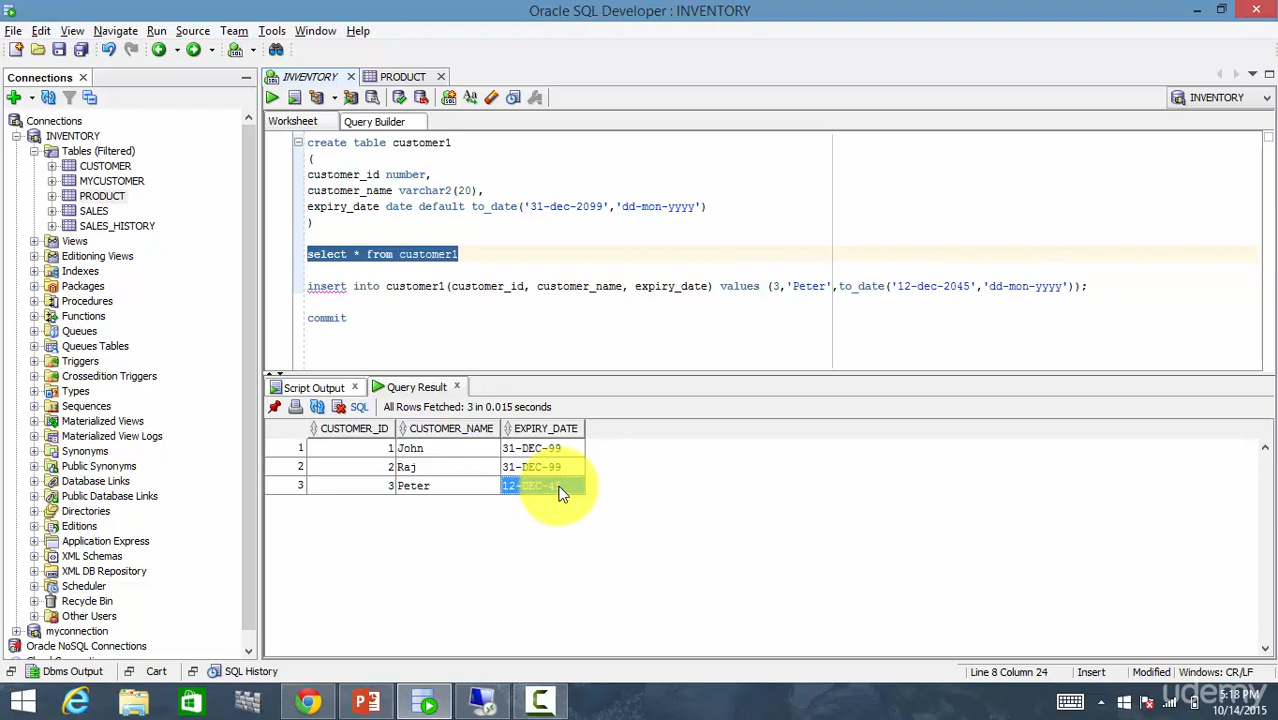 Oracle SQL Developer : INVENTORY
File Edit View Navigate Run Source Team Tools Window Help
Connections
INVENTORY PRODUCT
INVENTORY
Worksheet Query Builder
Connections
INVENTORY
Tables (Filtered)
CUSTOMER
MYCUSTOMER
PRODUCT
SALES
SALES_HISTORY
Views
Editioning Views
Indexes
Packages
Procedures
Functions
Queues
Queues Tables
Triggers
Crossedition Triggers
Types
Sequences
Materialized Views
Materialized View Logs
Synonyms
Public Synonyms
Database Links
Public Database Links
Directories
Editions
Application Express
XML Schemas
XML DB Repository
Scheduler
Recycle Bin
Other Users
myconnection
Oracle NoSQL Connections
create table customer1
(
customer_id number,
customer_name varchar2(20),
expiry_date date default to_date('31-dec-2099','dd-mon-yyyy')
)
select * from customer1
insert into customer1(customer_id, customer_name, expiry_date) values (3,'Peter',to_date('12-dec-2045','dd-mon-yyyy'));
commit
Script Output Query Result
SQL All Rows Fetched: 3 in 0.015 seconds
CUSTOMER_ID CUSTOMER_NAME EXPIRY_DATE
1 1 John 31-DEC-99
2 2 Raj 31-DEC-99
3 3 Peter
Dbms Output Cart SQL History
Line 8 Column 24 Insert Modified Windows: CR/LF
5:18 PM
10/14/2015
udemy